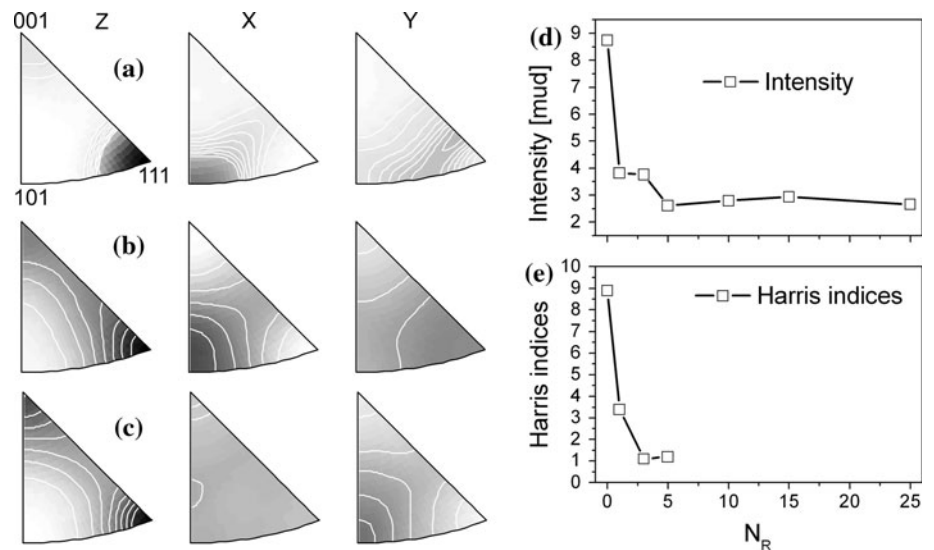 001 Z X Y
(a)
111
101
(b)
(c)
(d)
Intensity [mud]
9
8
7
6
5
4
3
2
Intensity
(e)
Harris indices
10
9
8
7
6
5
4
3
2
1
0
Harris indices
0 5 10 15 20 25
N_R